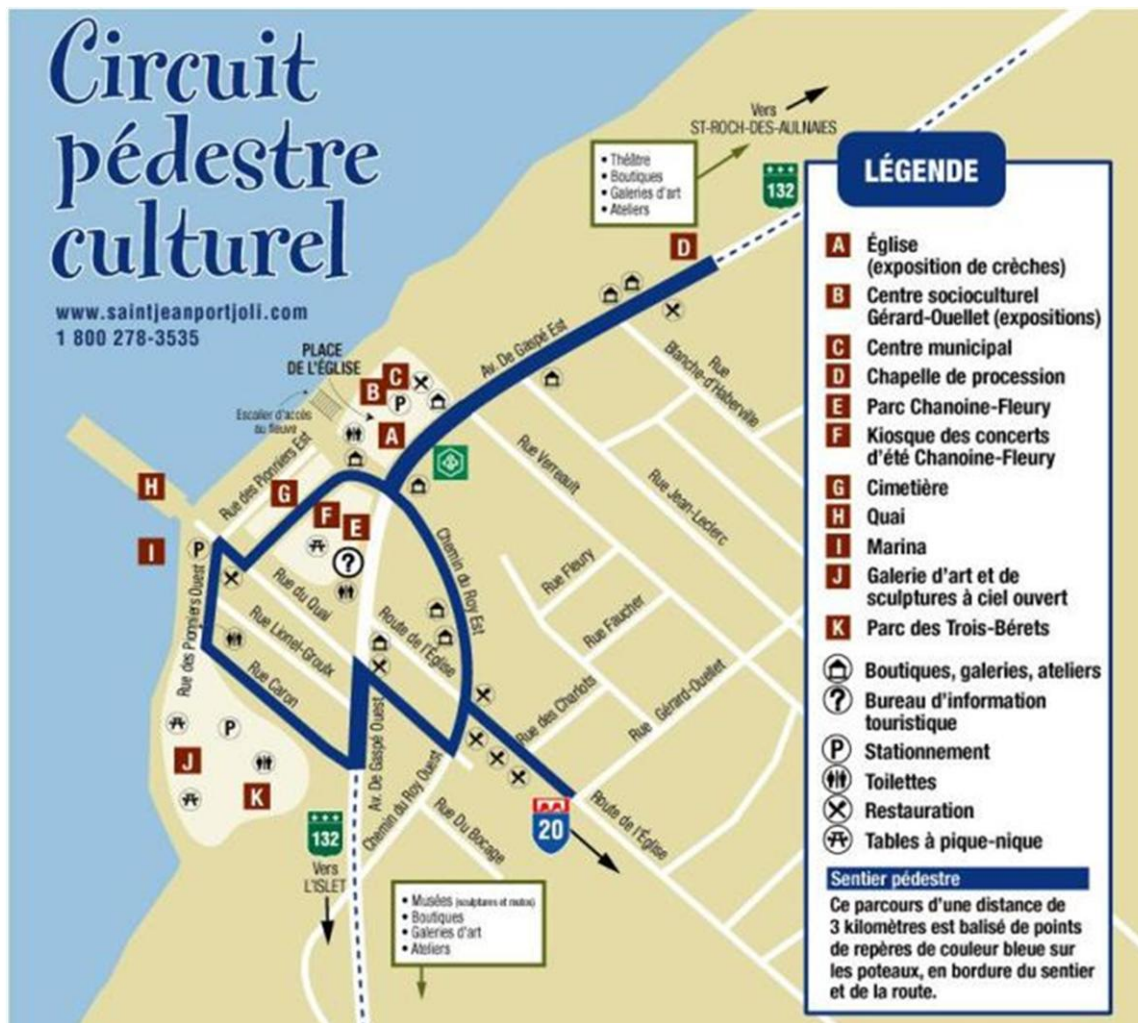 Circuit
pédestre
culturel
www.saintjeanportjoli.com
1 800 278-3535
Vers
ST-ROCH-DES-AULNAIES
• Théâtre
• Boutiques
• Galeries d'art
• Ateliers
132
D
PLACE
DE L'ÉGLISE
Escalier d'accès
au fleuve
C
B
P
A
Av. De Gaspé Est
Rue
Blanche-d'Haberville
Rue Verreault
Rue Jean-Leclerc
Rue des Pionniers Est
H
G
F
E
I
P
?
Rue du Quai
Chemin du Roy Est
Rue Fleury
Rue des Pionniers Ouest
Rue Lionel-Groulx
Route de l'Église
Rue Faucher
Rue Caron
Rue des Charlots
Rue Gérard-Ouellet
Av. De Gaspé Ouest
P
J
K
Chemin du Roy Ouest
Rue Du Bocage
20
Route de l'Église
132
Vers
L'ISLET
• Musées (sculptures et motos)
• Boutiques
• Galeries d'art
• Ateliers
LÉGENDE
A Église
(exposition de crèches)
B Centre socioculturel
Gérard-Ouellet (expositions)
C Centre municipal
D Chapelle de procession
E Parc Chanoine-Fleury
F Kiosque des concerts
d'été Chanoine-Fleury
G Cimetière
H Quai
I Marina
J Galerie d'art et de
sculptures à ciel ouvert
K Parc des Trois-Bérets
Boutiques, galeries, ateliers
? Bureau d'information
touristique
P Stationnement
Toilettes
Restauration
Tables à pique-nique
Sentier pédestre
Ce parcours d'une distance de
3 kilomètres est balisé de points
de repères de couleur bleue sur
les poteaux, en bordure du sentier
et de la route.